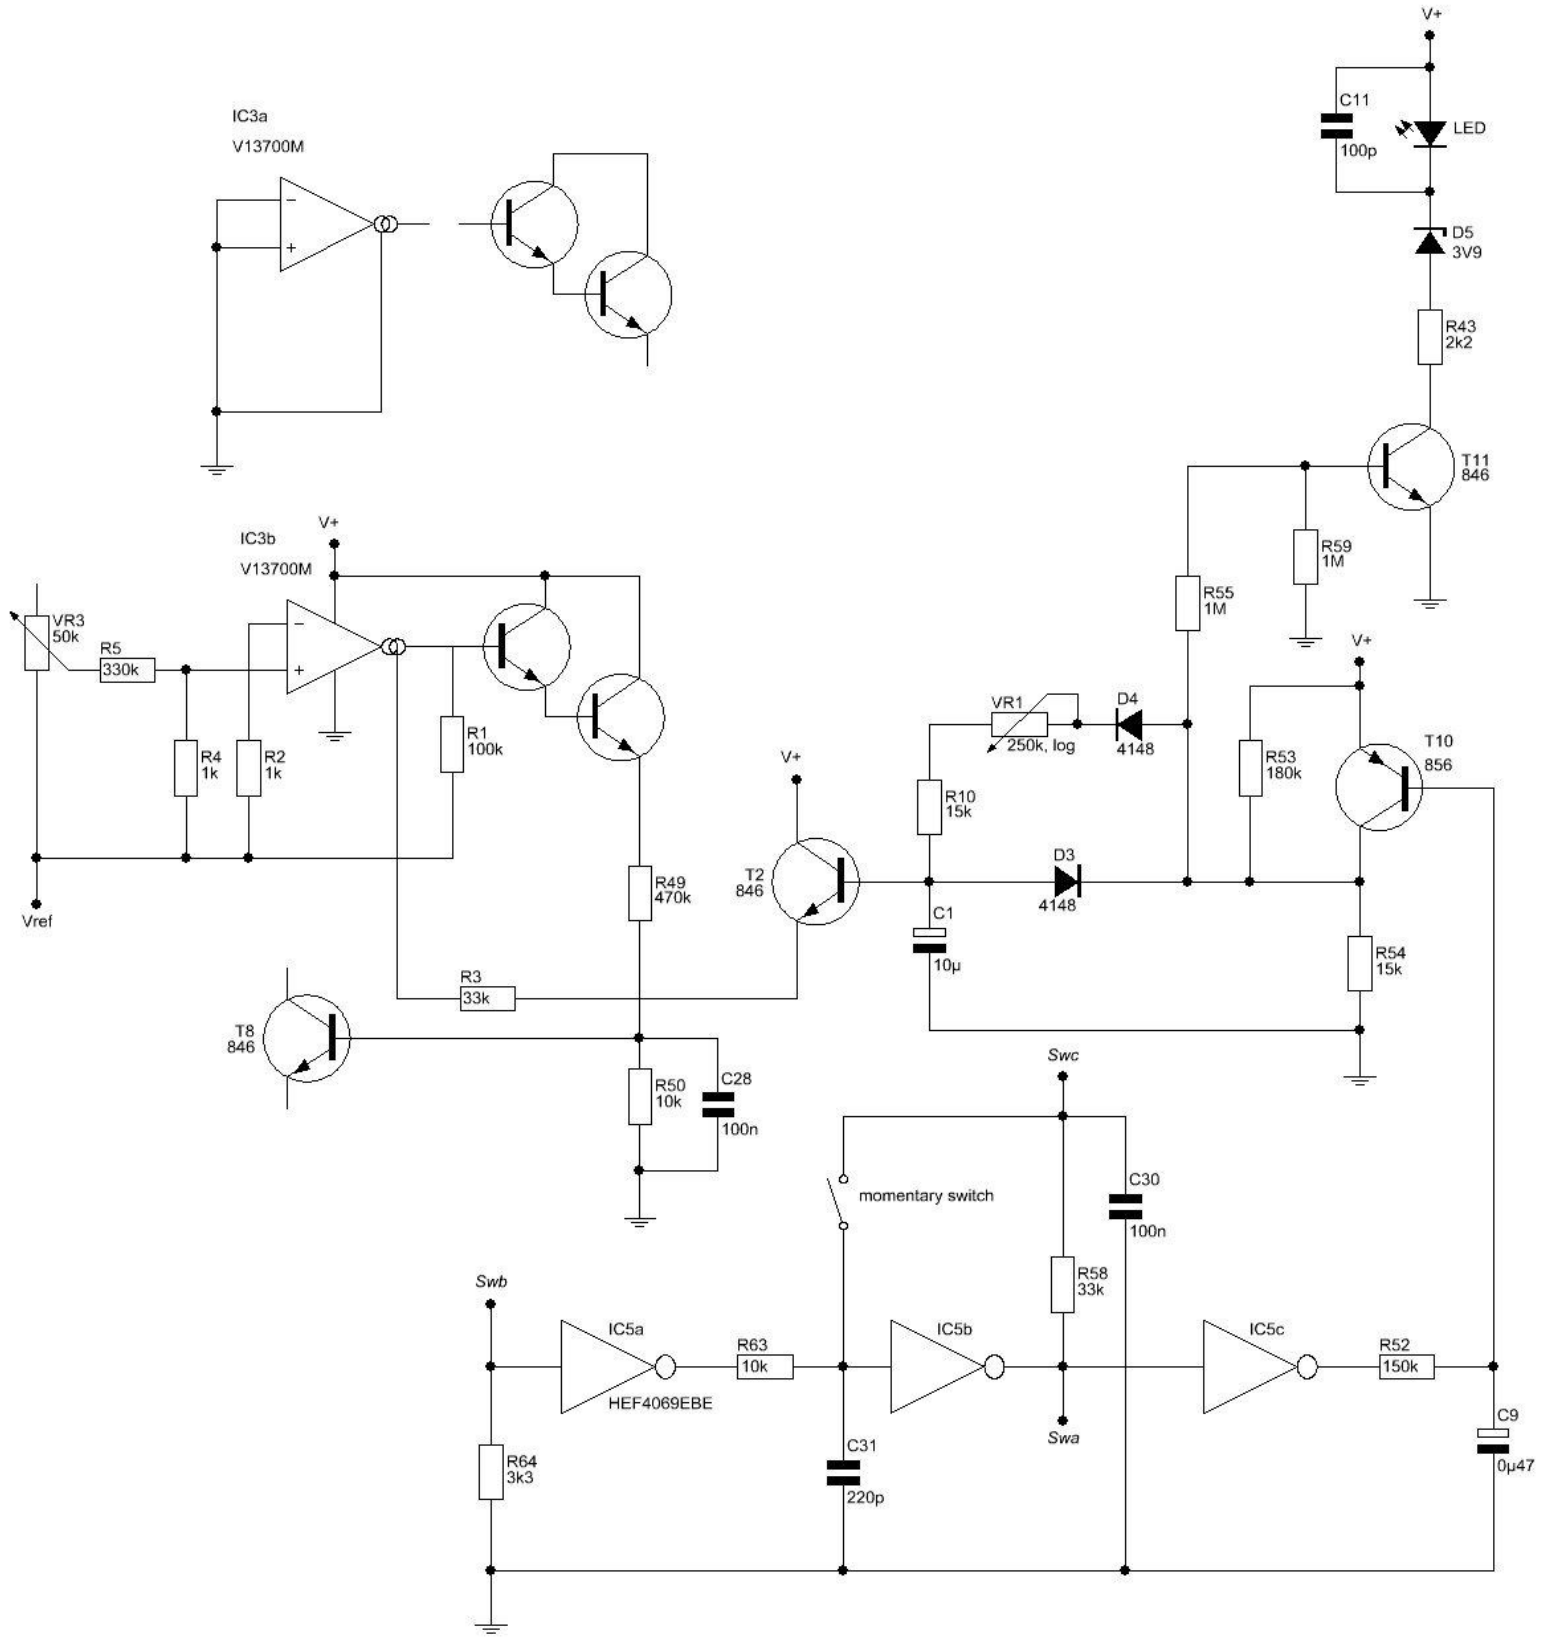 V+
C11
100p
LED
D5
3V9
R43
2k2
T11
846
IC3a
V13700M
−
+
R59
1M
R55
1M
IC3b
V13700M
V+
−
+
VR3
50k
R5
330k
R4
1k
R2
1k
R1
100k
Vref
R49
470k
V+
T2
846
VR1
250k, log
D4
4148
R10
15k
D3
4148
C1
10µ
V+
R53
180k
T10
856
R54
15k
R3
33k
T8
846
R50
10k
C28
100n
Swc
momentary switch
C30
100n
R58
33k
Swb
IC5a
HEF4069EBE
R63
10k
IC5b
IC5c
R52
150k
Swa
R64
3k3
C31
220p
C9
0µ47